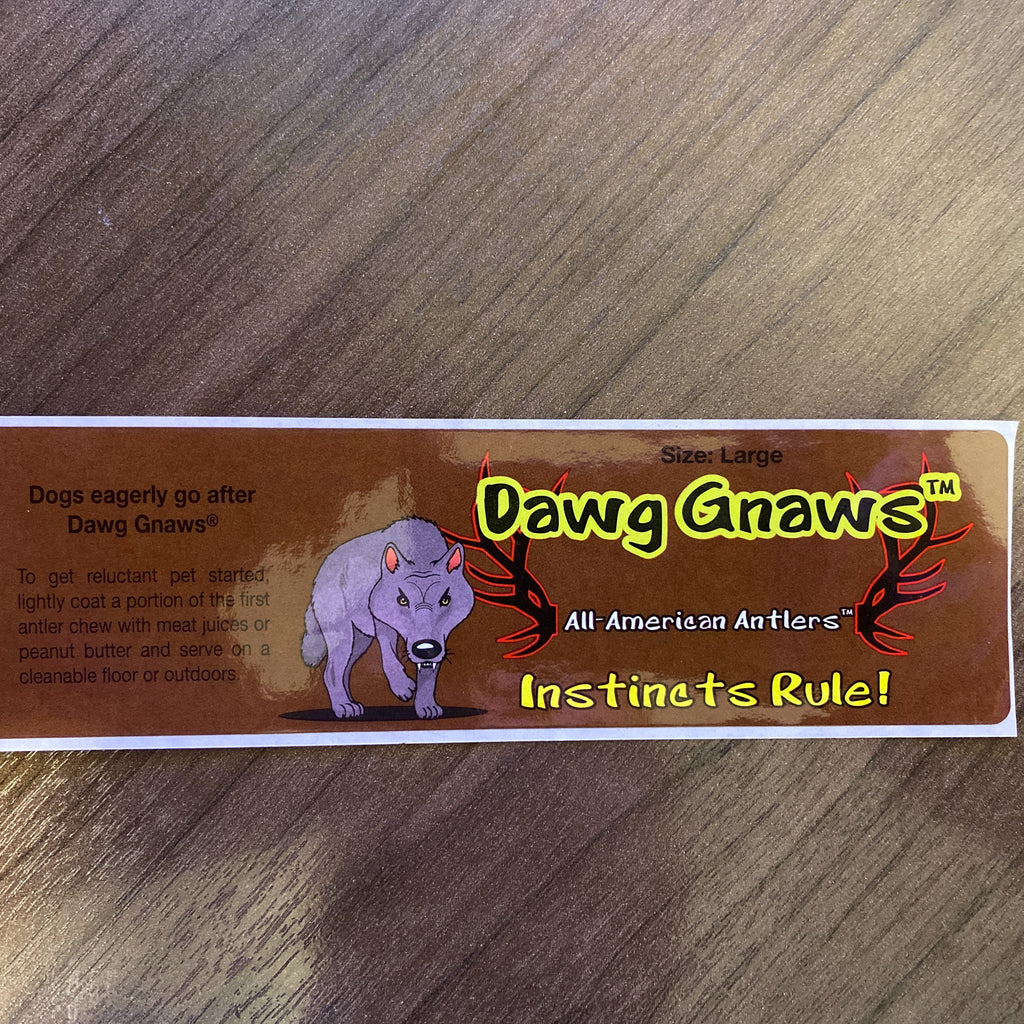 Dogs eagerly go after
Dawg Gnaws®
To get reluctant pet started,
lightly coat a portion of the first
antler chew with meat juices or
peanut butter and serve on a
cleanable floor or outdoors.
Size: Large
Dawg Gnaws™
All-American Antlers™
Instincts Rule!